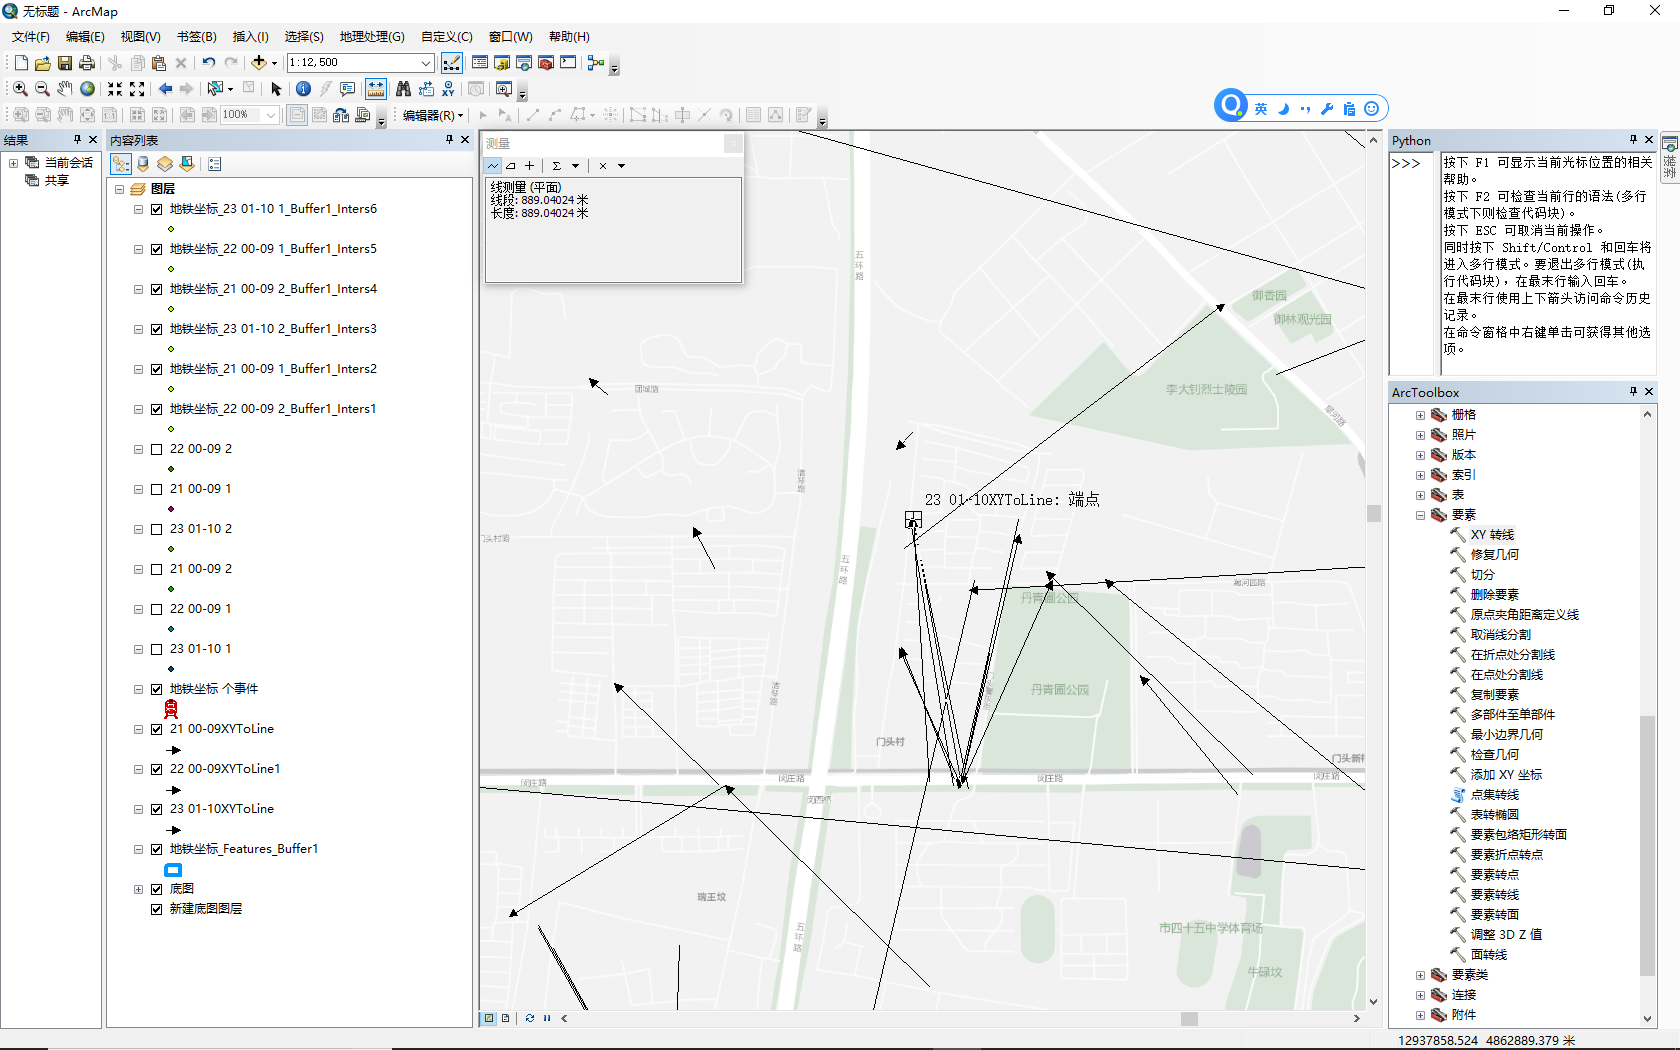 无标题 - ArcMap
文件(F) 编辑(E) 视图(V) 书签(B) 插入(I) 选择(S) 地理处理(G) 自定义(C) 窗口(W) 帮助(H)
1:12,500
100%
编辑器(R)
英
结果
当前会话
共享
内容列表
图层
地铁坐标_23 01-10 1_Buffer1_Inters6
地铁坐标_22 00-09 1_Buffer1_Inters5
地铁坐标_21 00-09 2_Buffer1_Inters4
地铁坐标_23 01-10 2_Buffer1_Inters3
地铁坐标_21 00-09 1_Buffer1_Inters2
地铁坐标_22 00-09 2_Buffer1_Inters1
22 00-09 2
21 00-09 1
23 01-10 2
21 00-09 2
22 00-09 1
23 01-10 1
地铁坐标 个事件
21 00-09XYToLine
22 00-09XYToLine1
23 01-10XYToLine
地铁坐标_Features_Buffer1
底图
新建底图图层
测量
线测量 (平面)
线段: 889.04024 米
长度: 889.04024 米
五环路
御香园
御林观光园
团城路
李大钊烈士陵园
旱河路
23 01-10XYToLine: 端点
门头村路
五环路
丹青圃公园
丹青圃公园
门头村
门头新村
闵庄路
闵庄路
闵庄路
闵庄路
闵西桥
瑞王坟
五环路
市四十五中学体育场
牛碌坟
Python
>>>
按下 F1 可显示当前光标位置的相关
帮助。
按下 F2 可检查当前行的语法(多行
模式下则检查代码块)。
按下 ESC 可取消当前操作。
同时按下 Shift/Control 和回车将
进入多行模式。要退出多行模式(执
行代码块)，在最末行输入回车。
在最末行使用上下箭头访问命令历史
记录。
在命令窗格中右键单击可获得其他选
项。
ArcToolbox
栅格
照片
版本
索引
表
要素
XY 转线
修复几何
切分
删除要素
原点夹角距离定义线
取消线分割
在折点处分割线
在点处分割线
复制要素
多部件至单部件
最小边界几何
检查几何
添加 XY 坐标
点集转线
表转椭圆
要素包络矩形转面
要素折点转点
要素转点
要素转线
要素转面
调整 3D Z 值
面转线
要素类
连接
附件
12937858.524 4862889.379 米